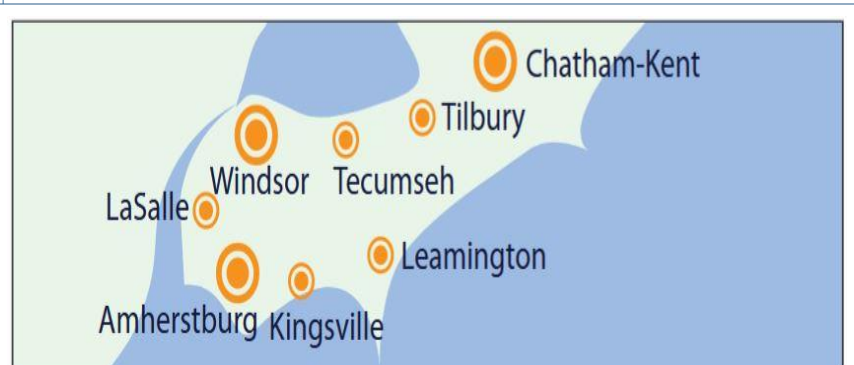 Chatham-Kent
Tilbury
Windsor
Tecumseh
LaSalle
Leamington
Amherstburg
Kingsville